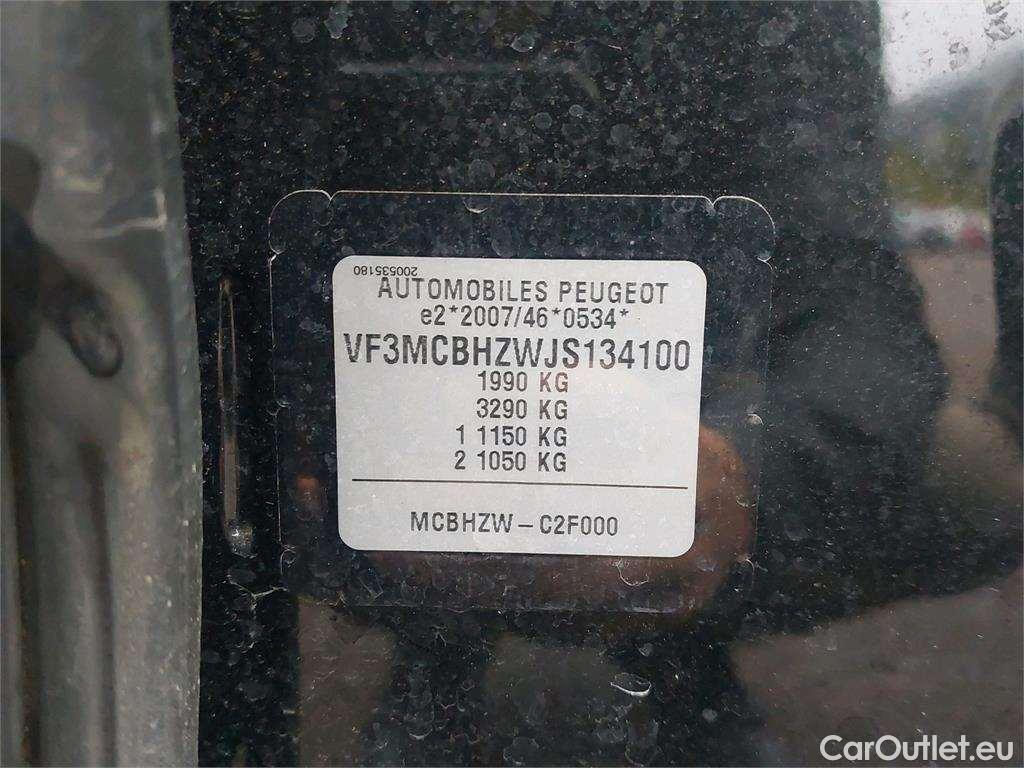 200535180
AUTOMOBILES PEUGEOT
e2*2007/46*0534*
VF3MCBHZWJS134100
1990 KG
3290 KG
1 1150 KG
2 1050 KG
MCBHZW-C2F000
CarOutlet.eu